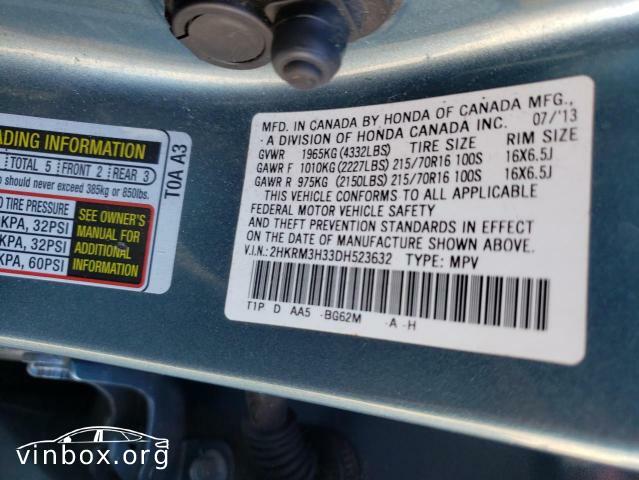 ADING INFORMATION
TOTAL 5 FRONT 2 REAR 3
should never exceed 385kg or 850lbs.
TIRE PRESSURE
KPA, 32PSI
KPA, 32PSI
KPA, 60PSI
SEE OWNER'S
MANUAL FOR
ADDITIONAL
INFORMATION
T0A A3
MFD. IN CANADA BY HONDA OF CANADA MFG.,
A DIVISION OF HONDA CANADA INC. 07/'13
GVWR 1965KG (4332LBS) TIRE SIZE RIM SIZE
GAWR F 1010KG (2227LBS) 215/70R16 100S 16X6.5J
GAWR R 975KG (2150LBS) 215/70R16 100S 16X6.5J
THIS VEHICLE CONFORMS TO ALL APPLICABLE
FEDERAL MOTOR VEHICLE SAFETY
AND THEFT PREVENTION STANDARDS IN EFFECT
ON THE DATE OF MANUFACTURE SHOWN ABOVE.
V.I.N.: 2HKRM3H33DH523632 TYPE: MPV
T1P D AA5 -BG62M -A -H
vinbox.org